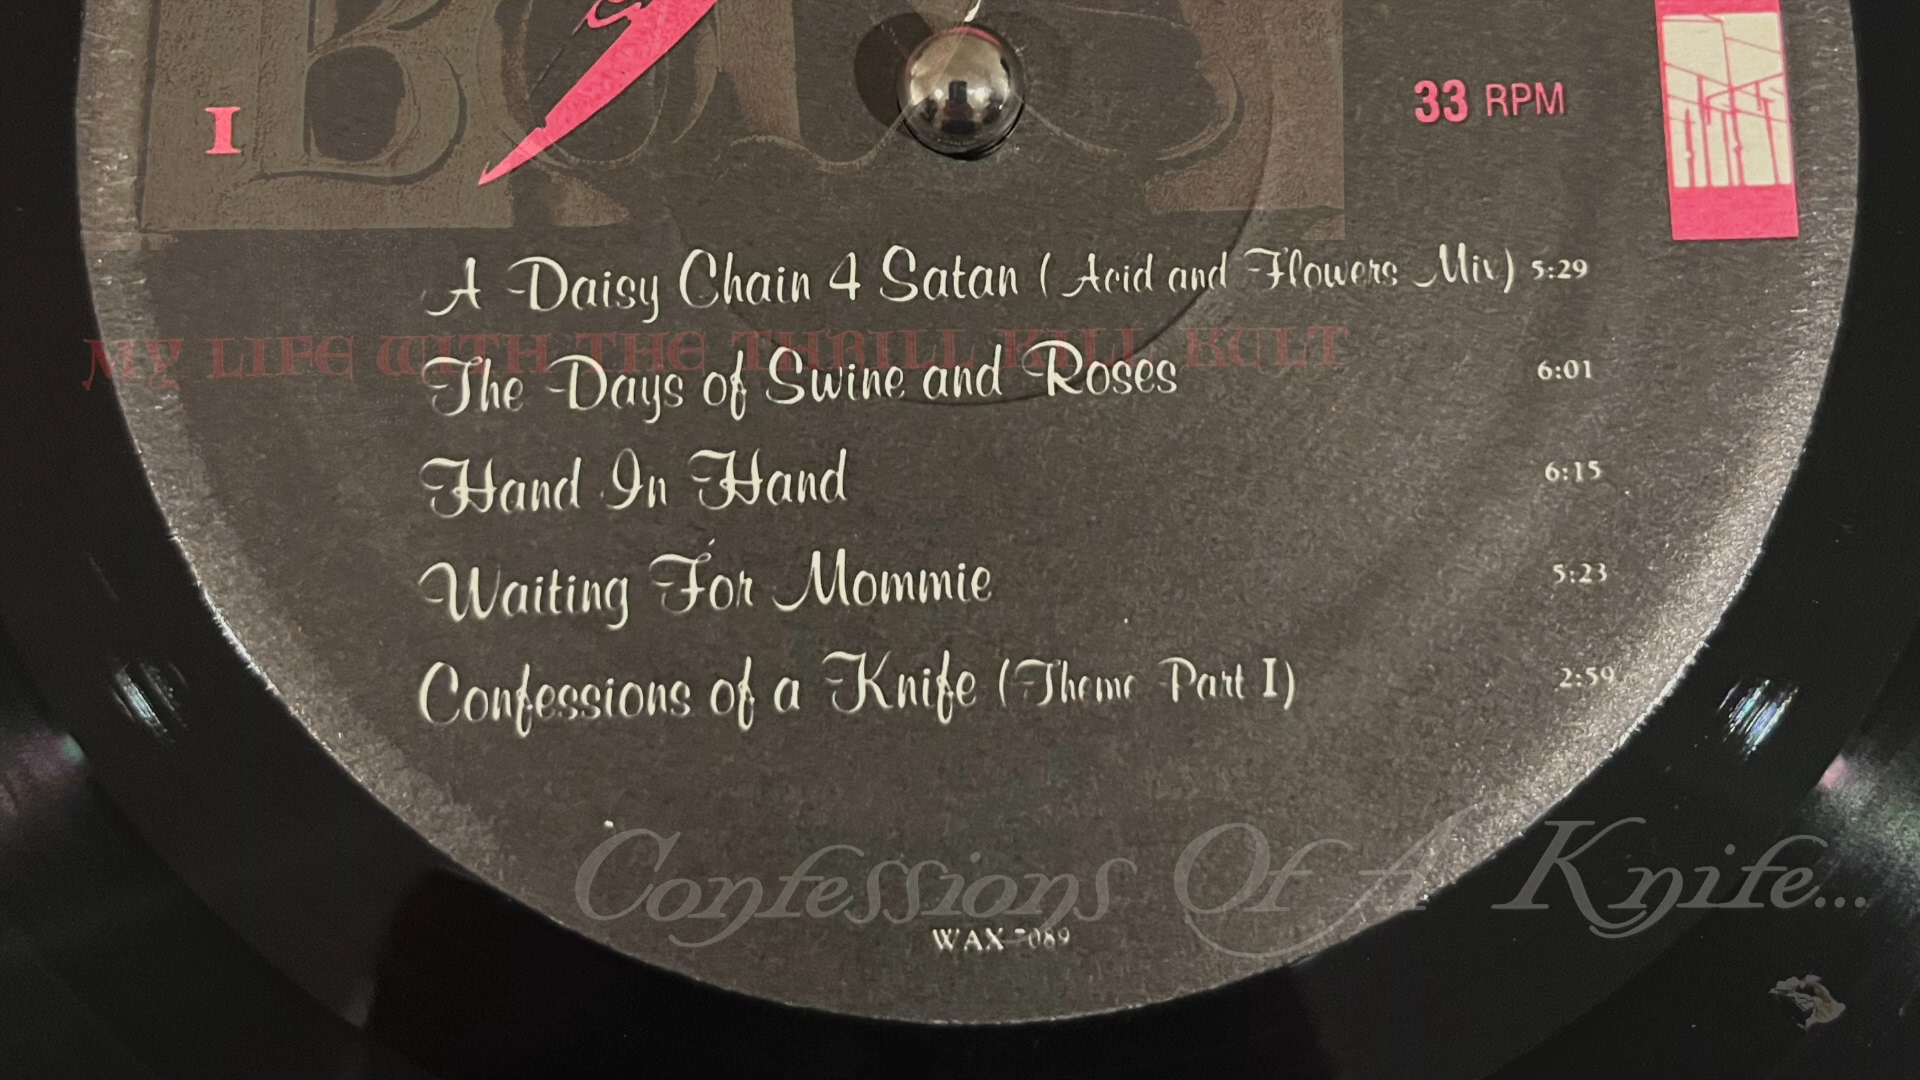 I
33 RPM
A Daisy Chain 4 Satan (Acid and Flowers Mix) 5:29
MY LIFE WITH THE THRILL KILL KULT
The Days of Swine and Roses 6:01
Hand In Hand 6:15
Waiting For Mommie 5:23
Confessions of a Knife (Theme Part I) 2:59
Confessions Of A Knife...
WAX 7089